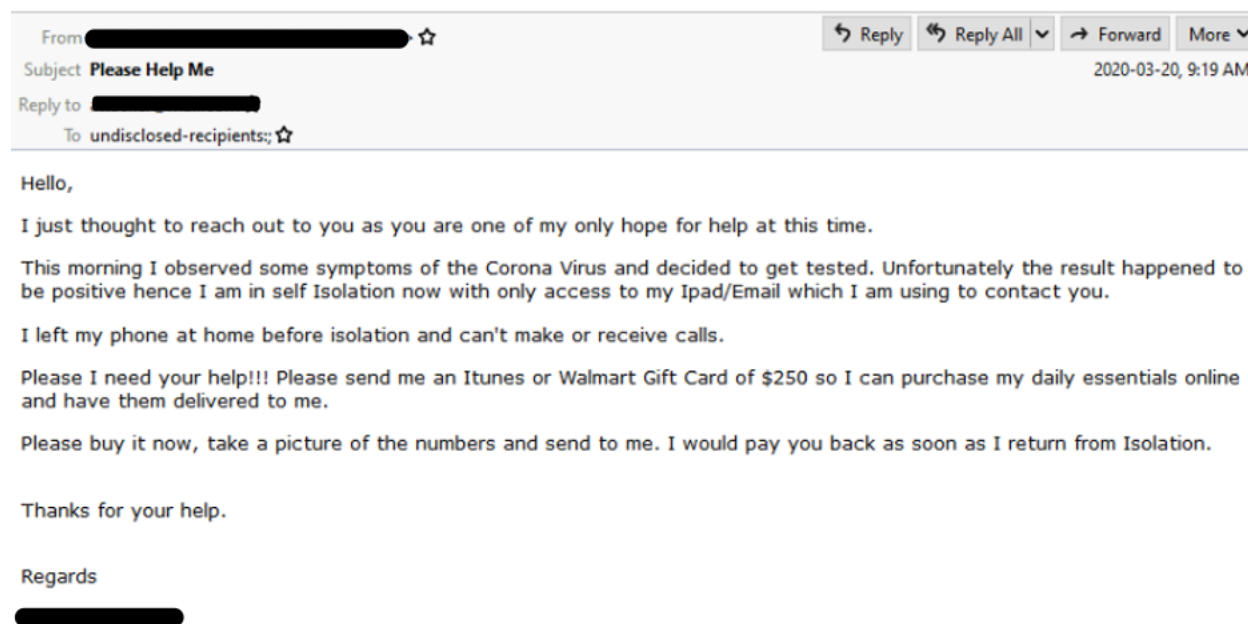 From
Reply Reply All Forward More
Subject Please Help Me
2020-03-20, 9:19 AM
Reply to
To undisclosed-recipients:;
Hello,
I just thought to reach out to you as you are one of my only hope for help at this time.
This morning I observed some symptoms of the Corona Virus and decided to get tested. Unfortunately the result happened to
be positive hence I am in self Isolation now with only access to my Ipad/Email which I am using to contact you.
I left my phone at home before isolation and can't make or receive calls.
Please I need your help!!! Please send me an Itunes or Walmart Gift Card of $250 so I can purchase my daily essentials online
and have them delivered to me.
Please buy it now, take a picture of the numbers and send to me. I would pay you back as soon as I return from Isolation.
Thanks for your help.
Regards